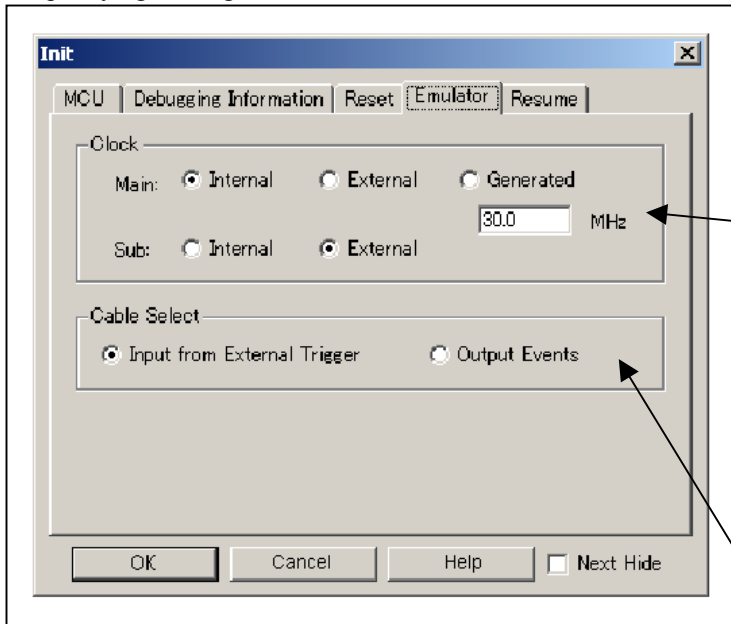 Init
MCU Debugging Information Reset Emulator Resume
Clock
Main: Internal External Generated
30.0 MHz
Sub: Internal External
Cable Select
Input from External Trigger Output Events
OK Cancel Help Next Hide